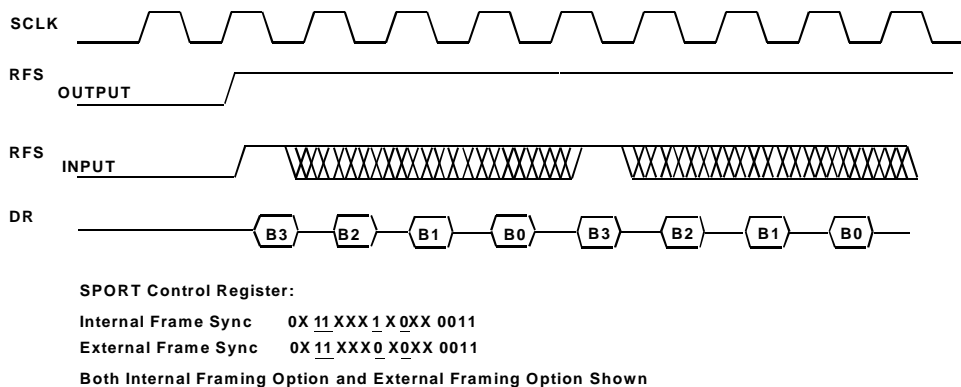 SCLK
RFS
OUTPUT
RFS
INPUT
DR
B3 B2 B1 B0 B3 B2 B1 B0
SPORT Control Register:
Internal Frame Sync 0X 11 XXX 1 X 0XX 0011
External Frame Sync 0X 11 XXX0 X0XX 0011
Both Internal Framing Option and External Framing Option Shown